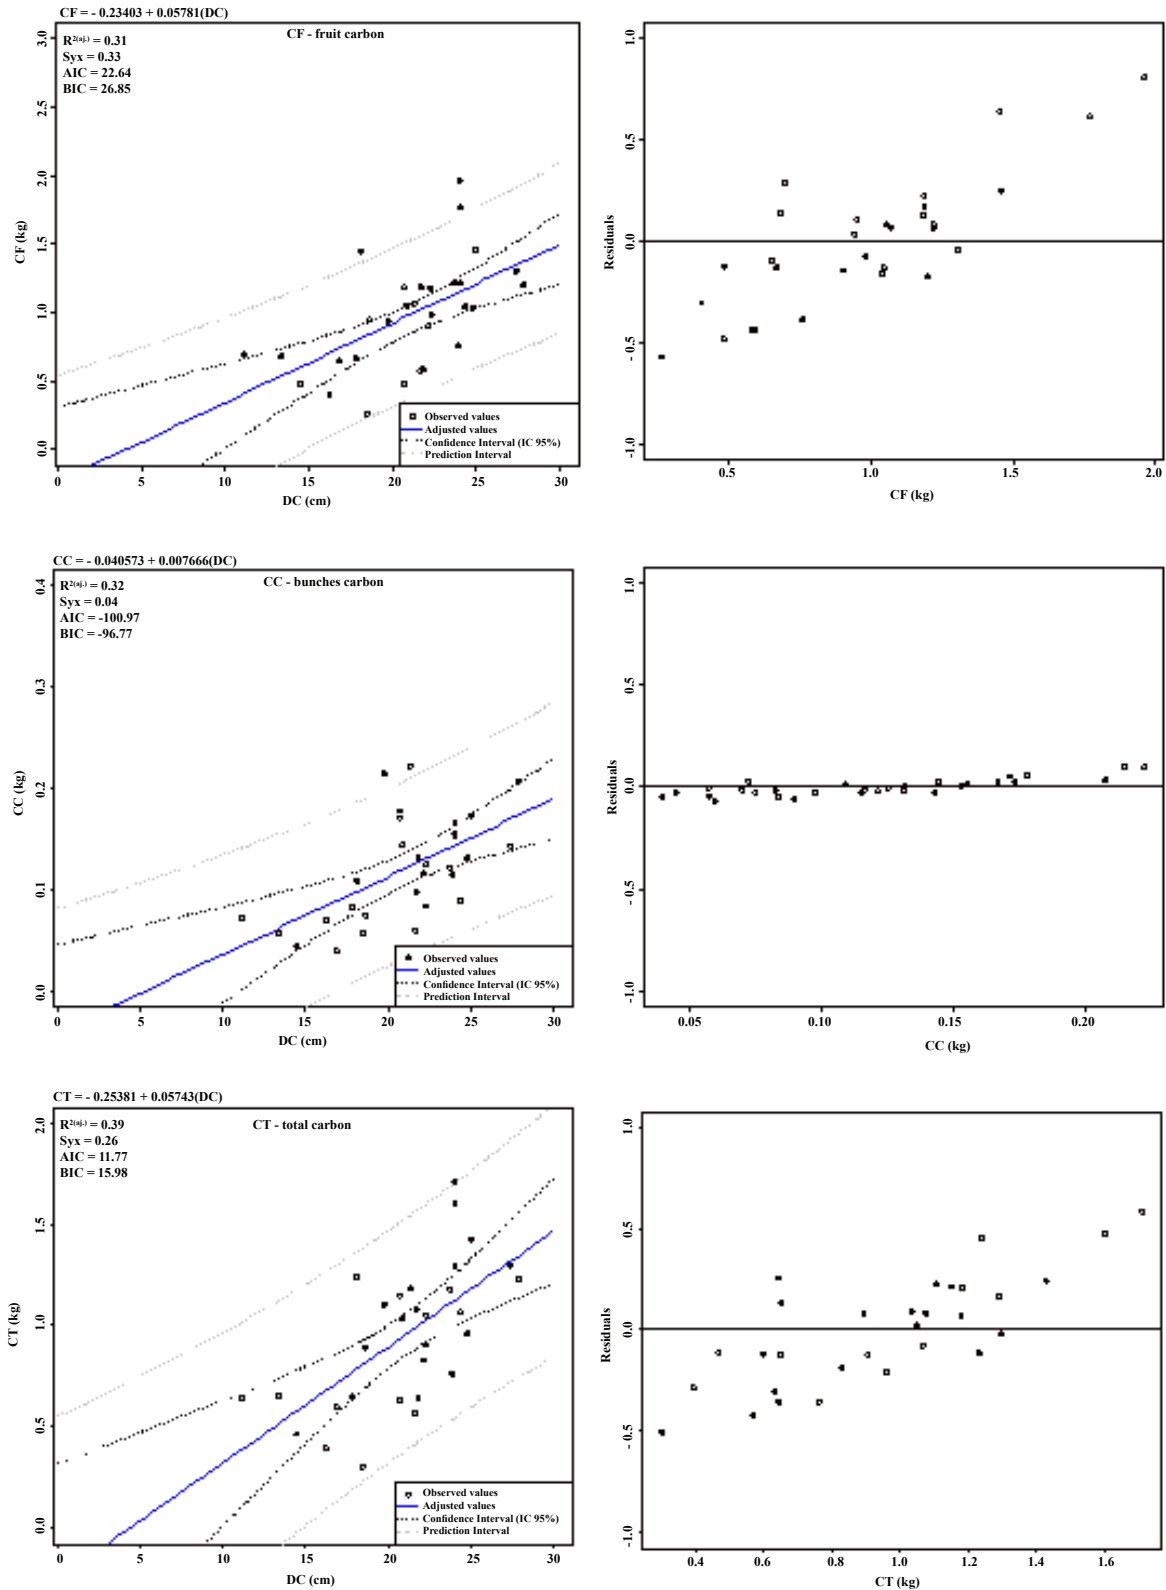 CF = - 0.23403 + 0.05781(DC)
CF - fruit carbon
R²⁽ᵃʲ·⁾ = 0.31
Syx = 0.33
AIC = 22.64
BIC = 26.85
3.0
2.5
2.0
1.5
1.0
0.5
0.0
CF (kg)
Observed values
Adjusted values
Confidence Interval (IC 95%)
Prediction Interval
0 5 10 15 20 25 30
DC (cm)
1.0
0.5
0.0
- 0.5
-1.0
Residuals
0.5 1.0 1.5 2.0
CF (kg)
CC = - 0.040573 + 0.007666(DC)
CC - bunches carbon
R²⁽ᵃʲ·⁾ = 0.32
Syx = 0.04
AIC = -100.97
BIC = -96.77
0.4
0.3
0.2
0.1
0.0
CC (kg)
Observed values
Adjusted values
Confidence Interval (IC 95%)
Prediction Interval
0 5 10 15 20 25 30
DC (cm)
1.0
0.5
0.0
-0.5
-1.0
Residuals
0.05 0.10 0.15 0.20
CC (kg)
CT = - 0.25381 + 0.05743(DC)
CT - total carbon
R²⁽ᵃʲ·⁾ = 0.39
Syx = 0.26
AIC = 11.77
BIC = 15.98
2.0
1.5
1.0
0.5
0.0
CT (kg)
Observed values
Adjusted values
Confidence Interval (IC 95%)
Prediction Interval
0 5 10 15 20 25 30
DC (cm)
1.0
0.5
0.0
- 0.5
-1.0
Residuals
0.4 0.6 0.8 1.0 1.2 1.4 1.6
CT (kg)